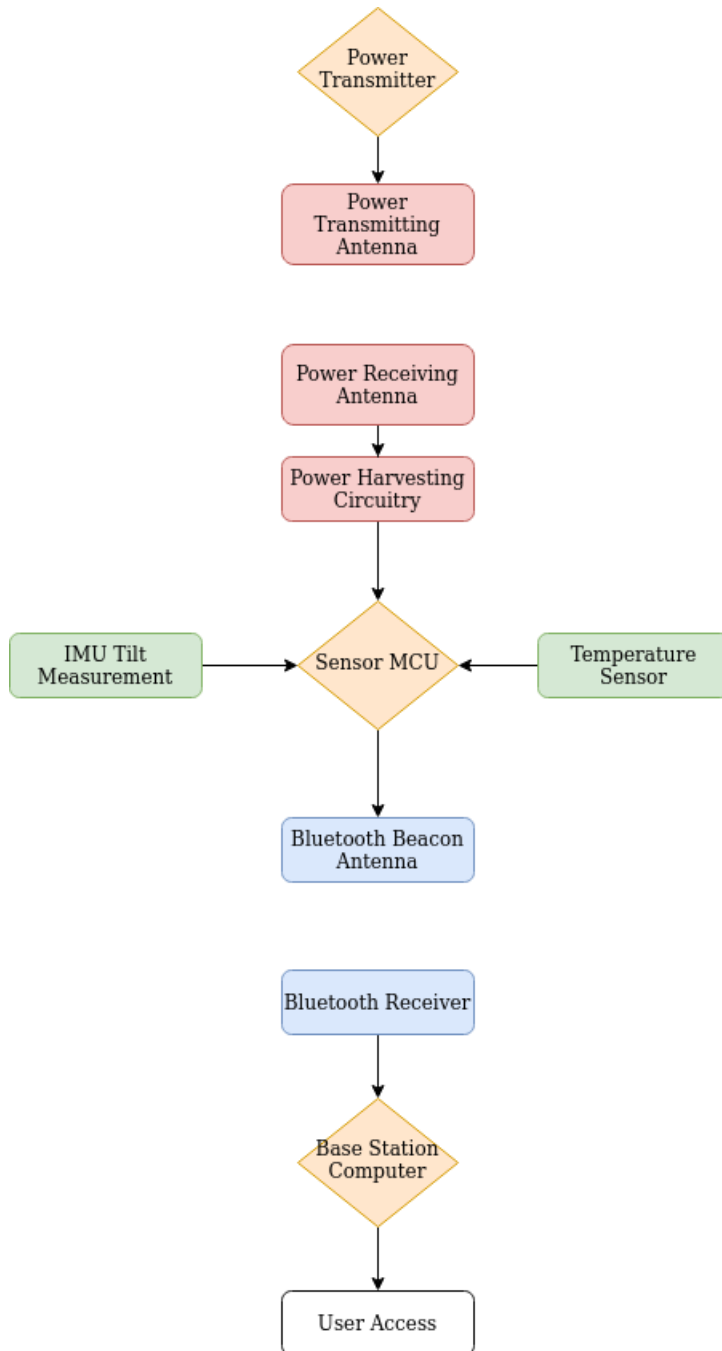 Power
Transmitter
Power
Transmitting
Antenna
Power Receiving
Antenna
Power Harvesting
Circuitry
IMU Tilt
Measurement
Sensor MCU
Temperature
Sensor
Bluetooth Beacon
Antenna
Bluetooth Receiver
Base Station
Computer
User Access